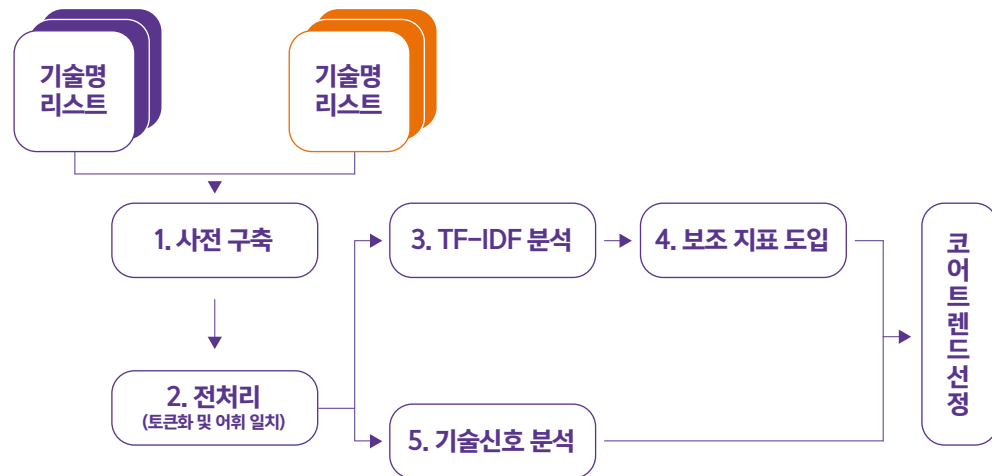 기술명
리스트
기술명
리스트
1. 사전 구축
3. TF-IDF 분석
4. 보조 지표 도입
2. 전처리
(토큰화 및 어휘 일치)
5. 기술신호 분석
코어트렌드선정